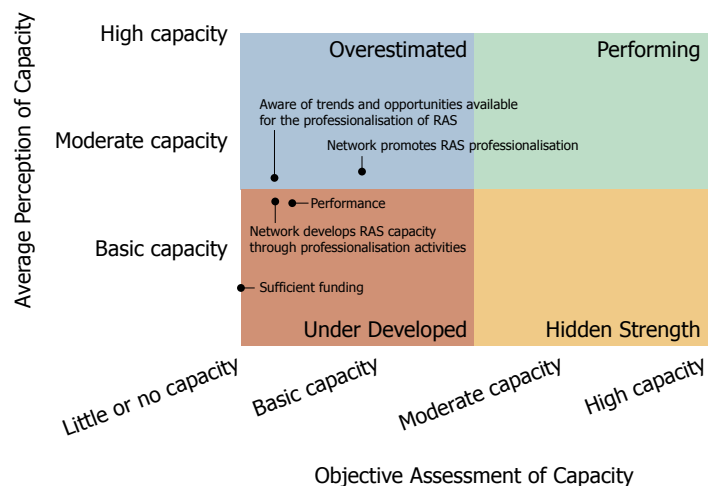 High capacity
Overestimated
Performing
Aware of trends and opportunities available
for the professionalisation of RAS
Moderate capacity
Network promotes RAS professionalisation
Average Perception of Capacity
Performance
Network develops RAS capacity
through professionalisation activities
Basic capacity
Sufficient funding
Under Developed
Hidden Strength
Little or no capacity
Basic capacity
Moderate capacity
High capacity
Objective Assessment of Capacity